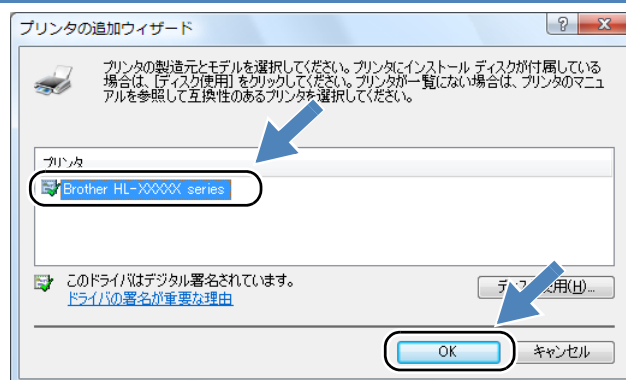 プリンタの追加ウィザード
プリンタの製造元とモデルを選択してください。プリンタにインストール ディスクが付属している
場合は、[ディスク使用] をクリックしてください。プリンタが一覧にない場合は、プリンタのマニュ
アルを参照して互換性のあるプリンタを選択してください。
プリンタ
Brother HL-XXXXX series
このドライバはデジタル署名されています。
ドライバの署名が重要な理由
使用(H)...
OK
キャンセル